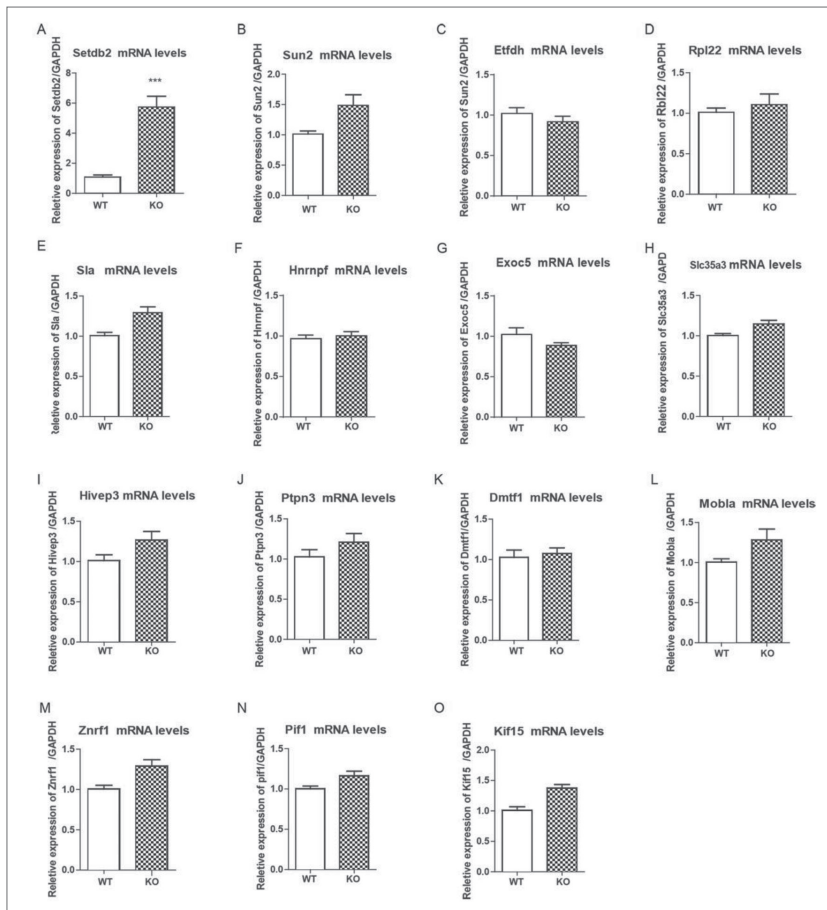 A
Setdb2 mRNA levels
Reletive expression of Setdb2/GAPDH
8
6
4
2
0
***
WT KO
B
Sun2 mRNA levels
Reletive expression of Sun2 /GAPDH
2.0
1.5
1.0
0.5
0.0
WT KO
C
Etfdh mRNA levels
Reletive expression of Sun2 /GAPDH
1.5
1.0
0.5
0.0
WT KO
D
Rpl22 mRNA levels
Reletive expression of Rbl22 /GAPDH
1.5
1.0
0.5
0.0
WT KO
E
Sla mRNA levels
Reletive expression of Sla /GAPDH
1.5
1.0
0.5
0.0
WT KO
F
Hnrnpf mRNA levels
Reletive expression of Hnrnpf /GAPDH
1.5
1.0
0.5
0.0
WT KO
G
Exoc5 mRNA levels
Reletive expression of Exoc5 /GAPDH
1.5
1.0
0.5
0.0
WT KO
H
Slc35a3 mRNA levels
Reletive expression of Slc35a3 /GAPD
1.5
1.0
0.5
0.0
WT KO
I
Hivep3 mRNA levels
Reletive expression of Hivep3 /GAPDH
1.5
1.0
0.5
0.0
WT KO
J
Ptpn3 mRNA levels
Reletive expression of Ptpn3 /GAPDH
1.5
1.0
0.5
0.0
WT KO
K
Dmtf1 mRNA levels
Reletive expression of Dmtf1/GAPDH
1.5
1.0
0.5
0.0
WT KO
L
Mobla mRNA levels
Reletive expression of Mobla /GAPDH
1.5
1.0
0.5
0.0
WT KO
M
Znrf1 mRNA levels
Reletive expression of Znrf1 /GAPDH
1.5
1.0
0.5
0.0
WT KO
N
Pif1 mRNA levels
Reletive expression of pif1/GAPDH
1.5
1.0
0.5
0.0
WT KO
O
Kif15 mRNA levels
Reletive expression of Kif15 /GAPDH
2.0
1.5
1.0
0.5
0.0
WT KO